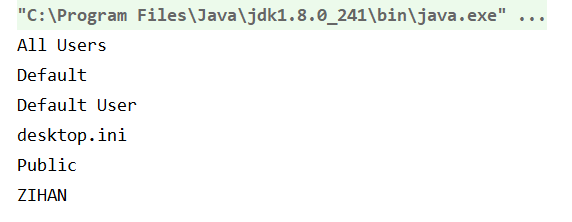 "C:\Program Files\Java\jdk1.8.0_241\bin\java.exe" ...
All Users
Default
Default User
desktop.ini
Public
ZIHAN